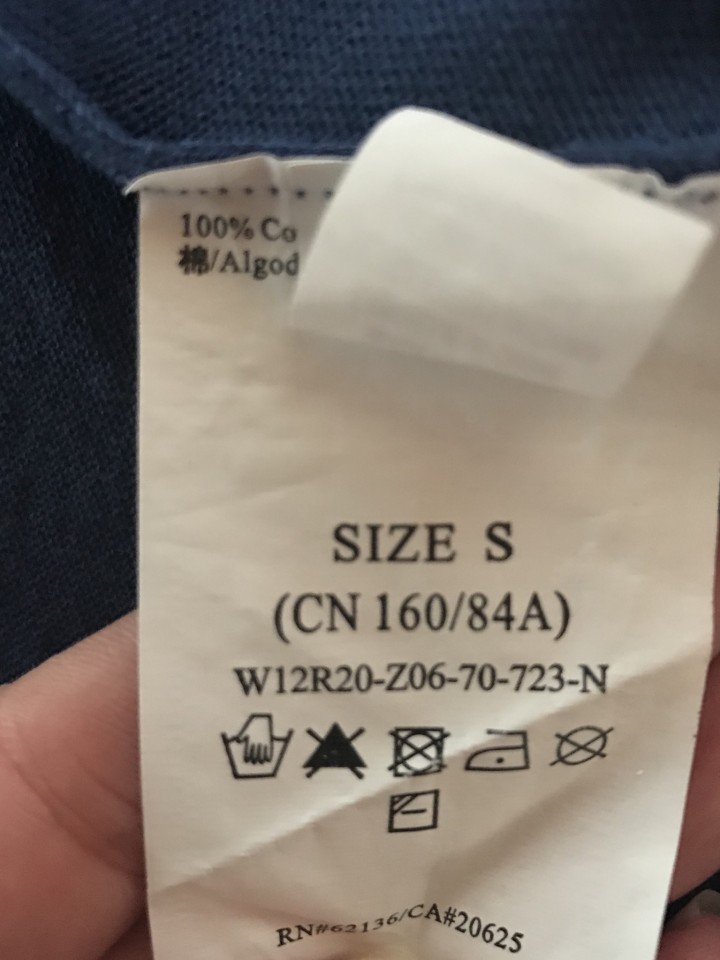 100% Co
棉/Algod
SIZE S
(CN 160/84A)
W12R20-Z06-70-723-N
RN#62136/CA#20625